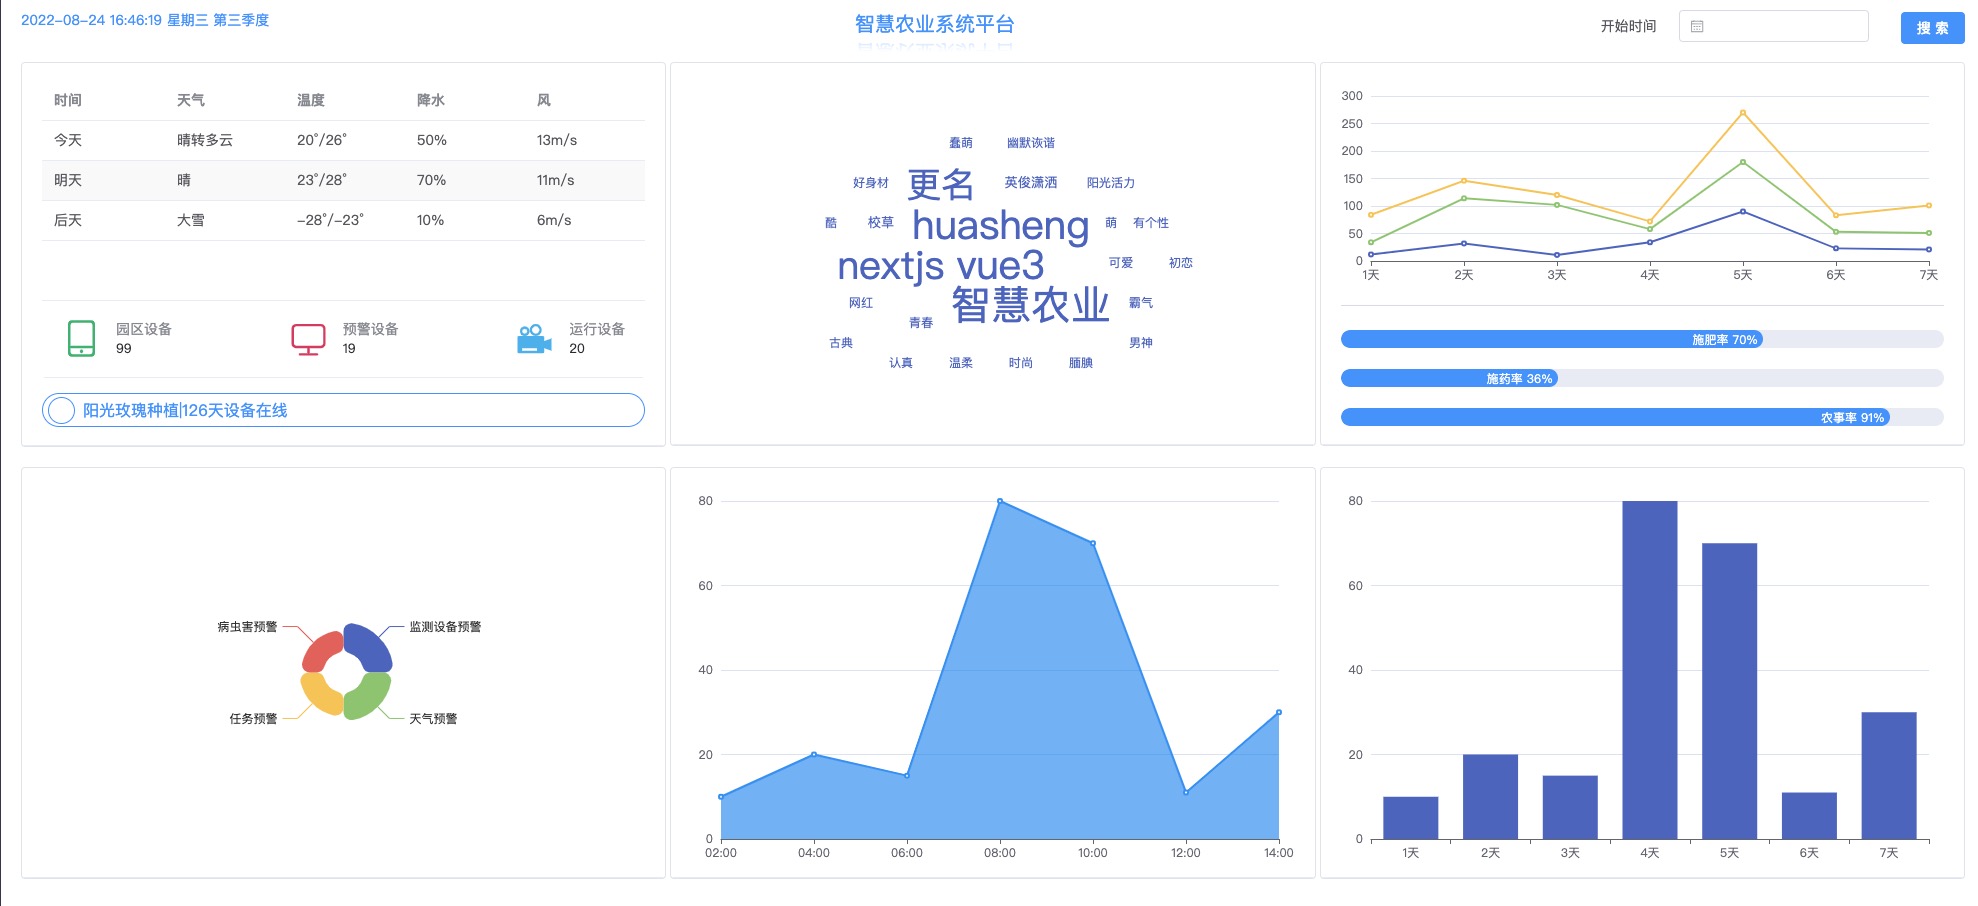 2022-08-24 16:46:19 星期三 第三季度
智慧农业系统平台
开始时间
搜 索
时间 天气 温度 降水 风
今天 晴转多云 20°/26° 50% 13m/s
明天 晴 23°/28° 70% 11m/s
后天 大雪 -28°/-23° 10% 6m/s
园区设备
99
预警设备
19
运行设备
20
阳光玫瑰种植|126天设备在线
蠢萌 幽默诙谐
好身材 更名 英俊潇洒 阳光活力
酷 校草 huasheng 萌 有个性
nextjs vue3 可爱 初恋
网红 智慧农业 霸气
青春
古典 男神
认真 温柔 时尚 腼腆
300
250
200
150
100
50
0
1天 2天 3天 4天 5天 6天 7天
施肥率 70%
施药率 36%
农事率 91%
病虫害预警 监测设备预警
任务预警 天气预警
80
60
40
20
0
02:00 04:00 06:00 08:00 10:00 12:00 14:00
80
60
40
20
0
1天 2天 3天 4天 5天 6天 7天